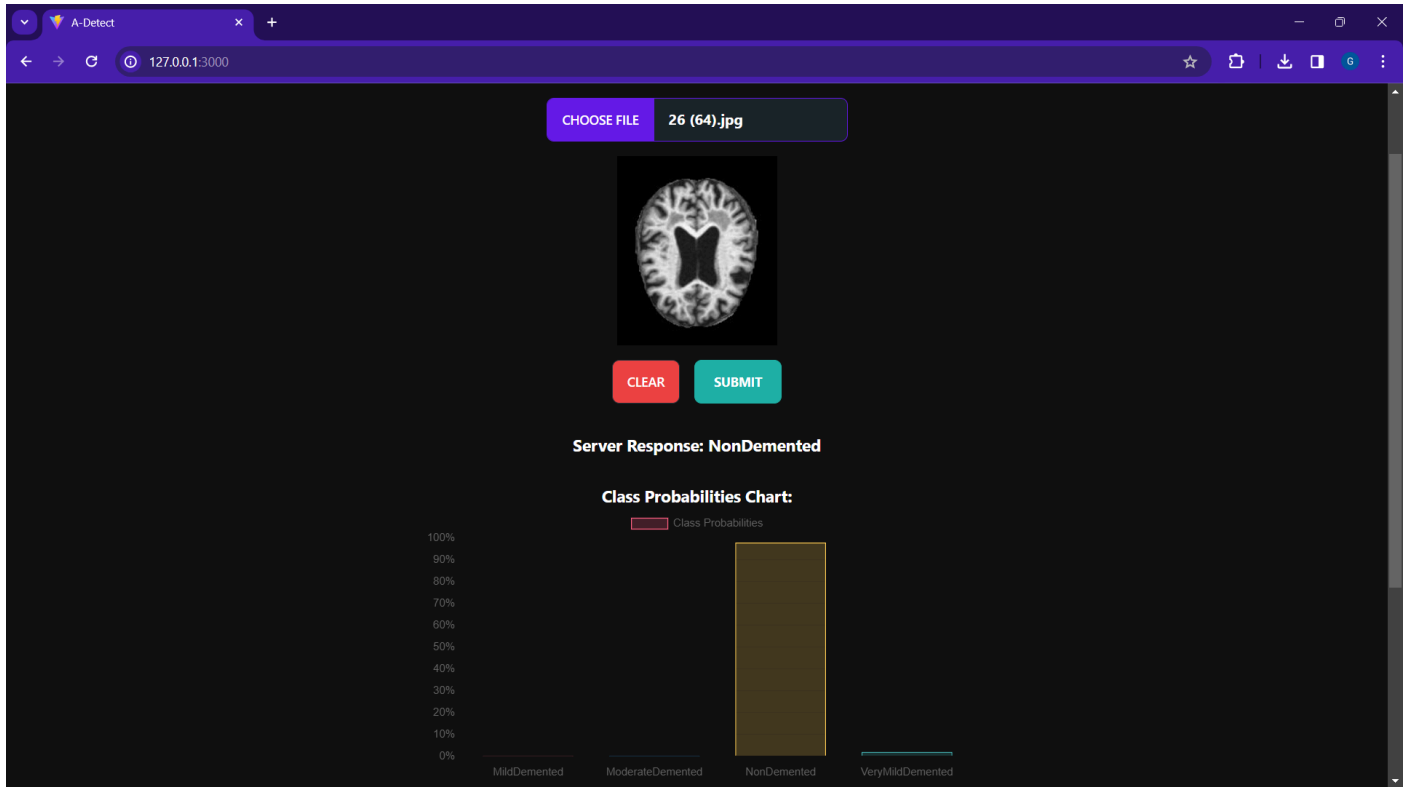 A-Detect
127.0.0.1:3000
G
CHOOSE FILE 26 (64).jpg
CLEAR SUBMIT
Server Response: NonDemented
Class Probabilities Chart:
Class Probabilities
100%
90%
80%
70%
60%
50%
40%
30%
20%
10%
0%
MildDemented ModerateDemented NonDemented VeryMildDemented